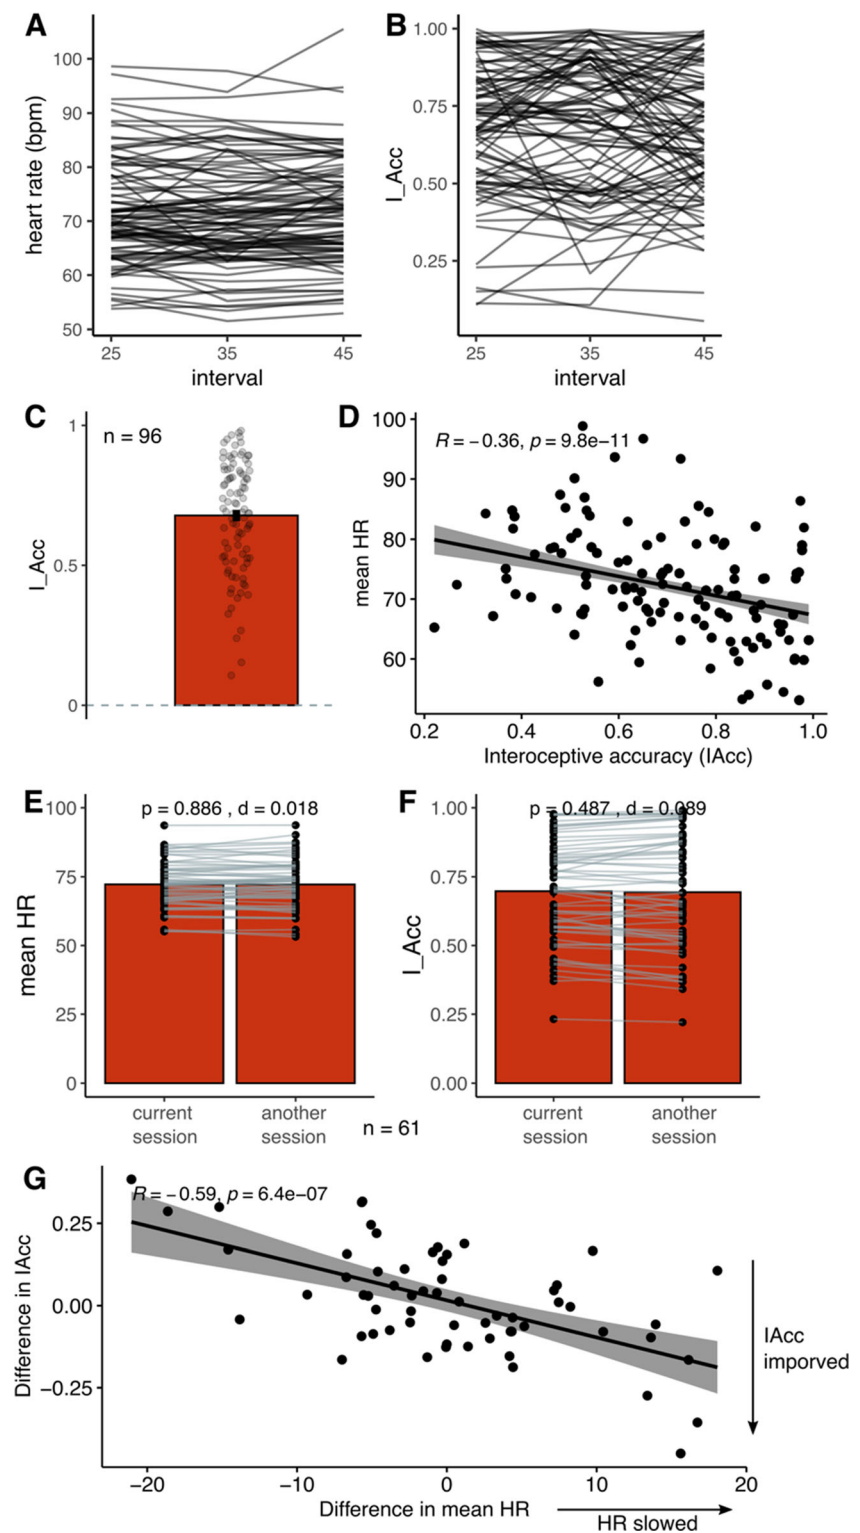 A
heart rate (bpm)
100
90
80
70
60
50
25 35 45
interval
B
I_Acc
1.00
0.75
0.50
0.25
25 35 45
interval
C
n = 96
I_Acc
1
0.5
0
D
R = −0.36, p = 9.8e−11
mean HR
100
90
80
70
60
0.2 0.4 0.6 0.8 1.0
Interoceptive accuracy (IAcc)
E
p = 0.886 , d = 0.018
mean HR
100
75
50
25
0
current another
session session
n = 61
F
p = 0.487 , d = 0.089
I_Acc
1.00
0.75
0.50
0.25
0.00
current another
session session
G
R = −0.59, p = 6.4e−07
Difference in IAcc
0.25
0.00
−0.25
IAcc
imporved
−20 −10 0 10 20
Difference in mean HR
HR slowed